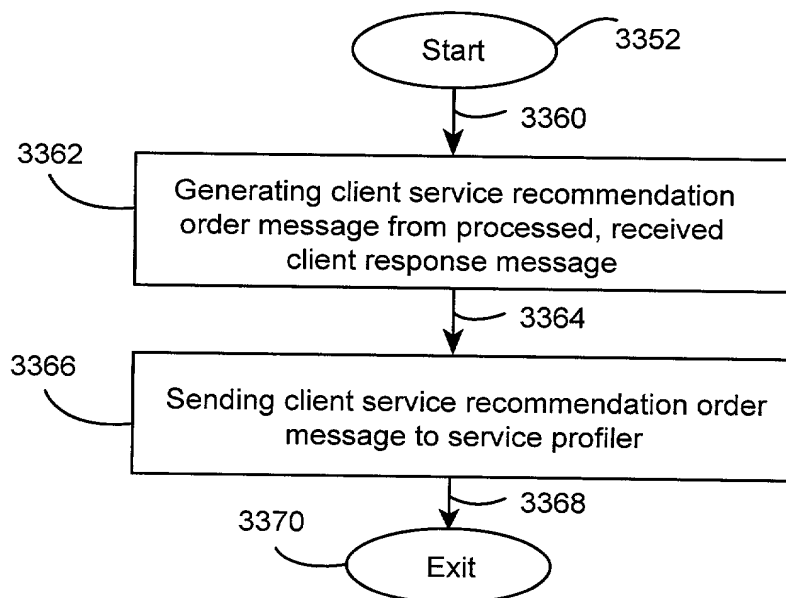 Start
3352
3360
3362
Generating client service recommendation
order message from processed, received
client response message
3364
3366
Sending client service recommendation order
message to service profiler
3368
3370
Exit